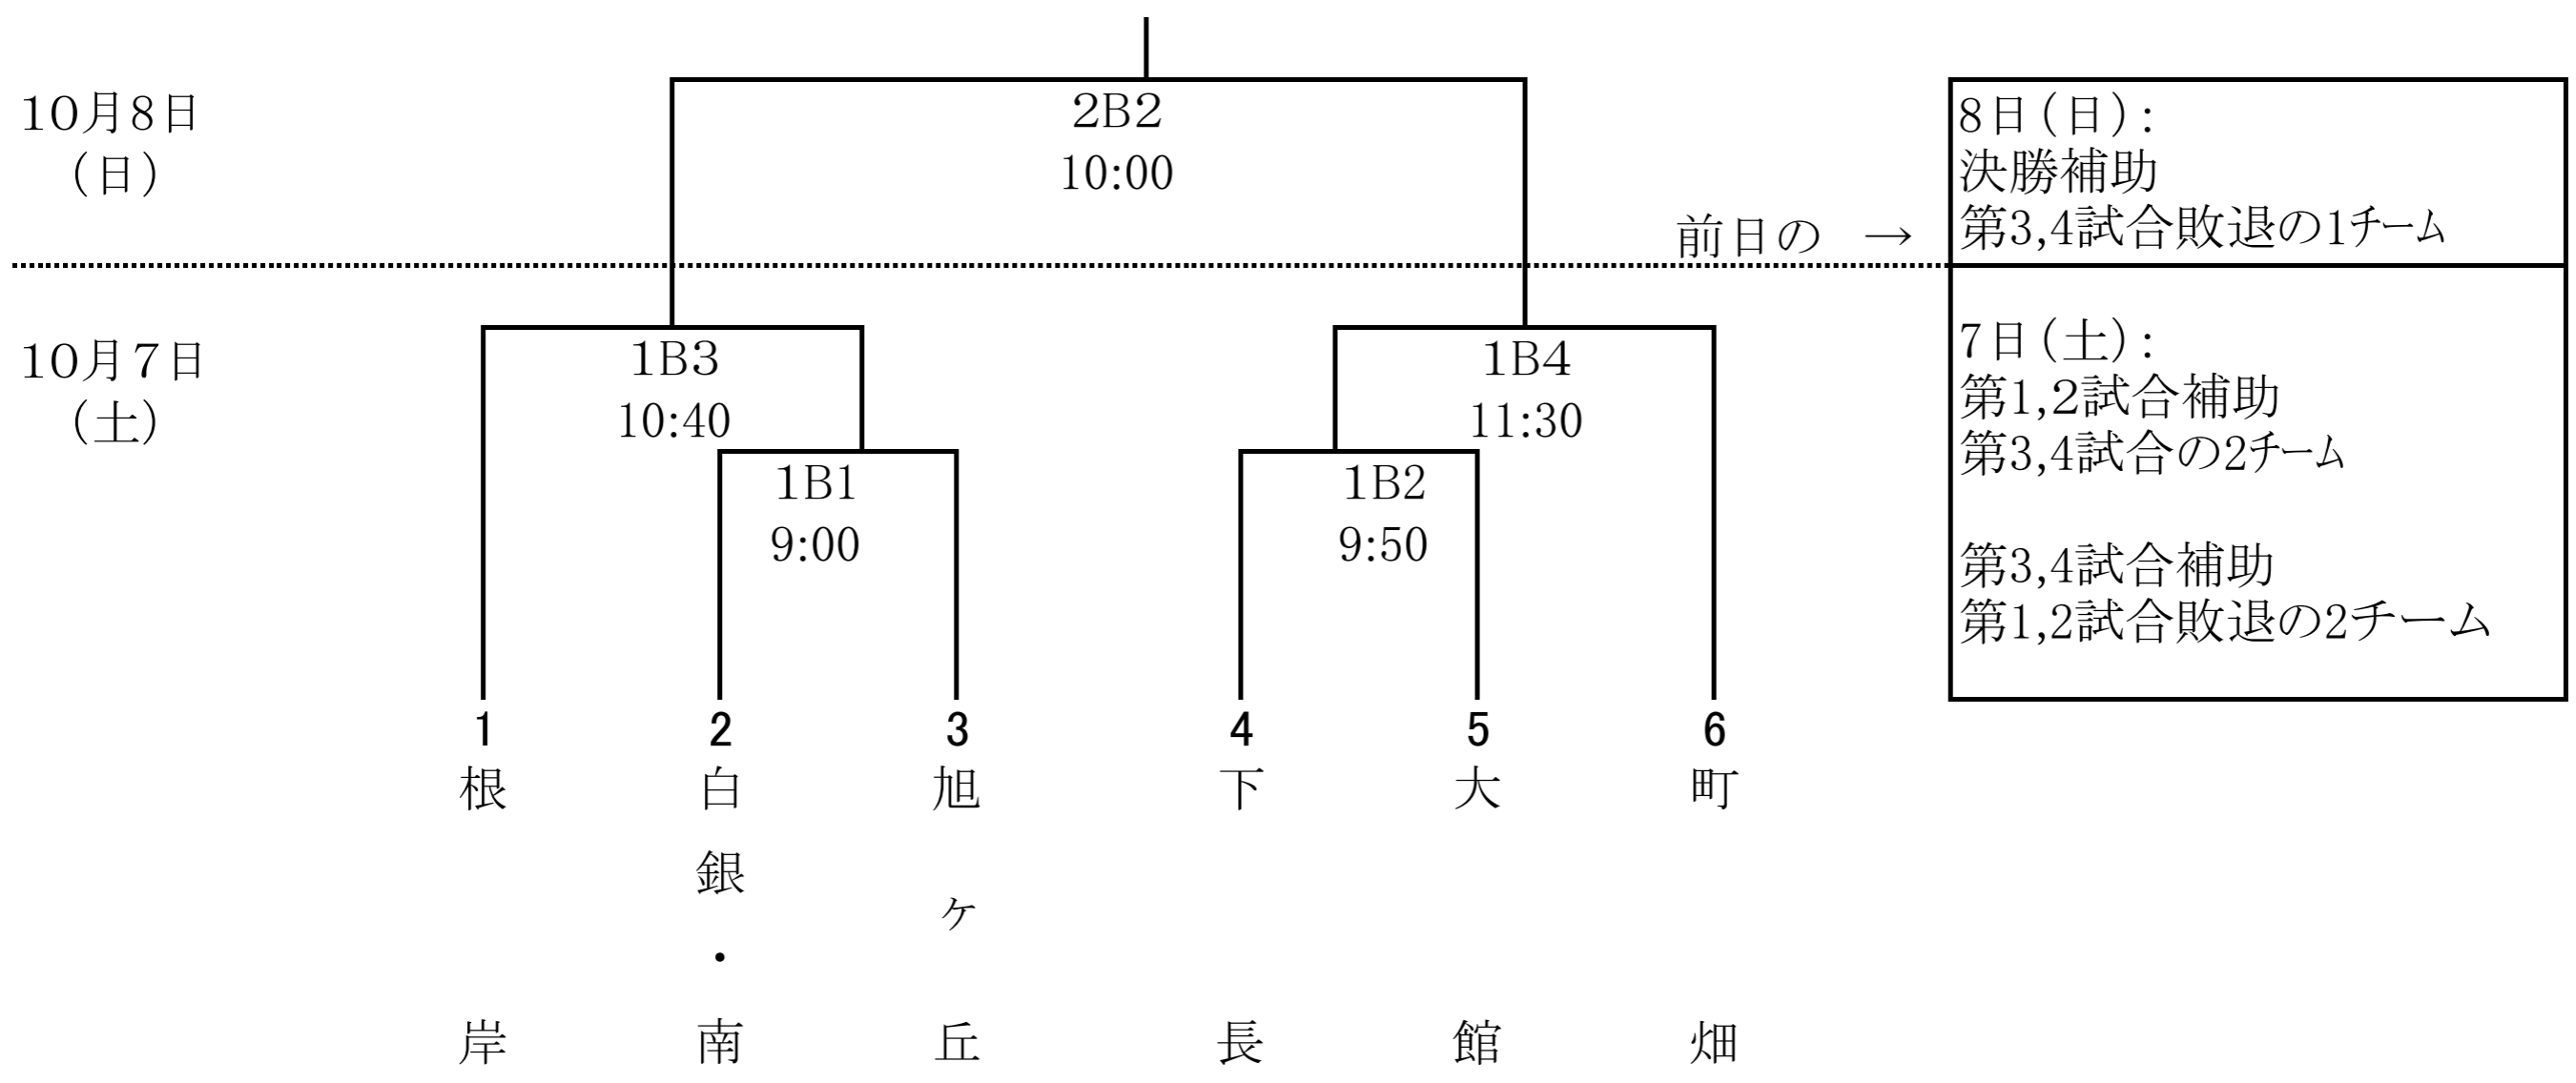 10月8日
(日)
2B2
10:00
前日の →
8日(日):
決勝補助
第3,4試合敗退の1チーム
10月7日
(土)
1B3
10:40
1B4
11:30
1B1
9:00
1B2
9:50
7日(土):
第1,2試合補助
第3,4試合の2チーム
第3,4試合補助
第1,2試合敗退の2チーム
1
根岸
2
白銀・南
3
旭ヶ丘
4
下長
5
大館
6
町畑